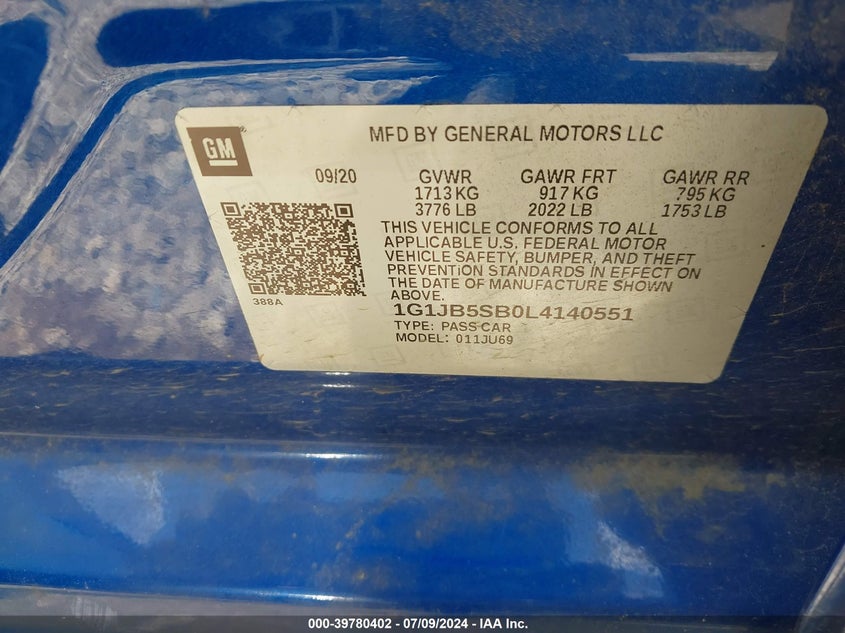 GM
MFD BY GENERAL MOTORS LLC
09/20 GVWR GAWR FRT GAWR RR
1713 KG 917 KG 795 KG
3776 LB 2022 LB 1753 LB
THIS VEHICLE CONFORMS TO ALL
APPLICABLE U.S. FEDERAL MOTOR
VEHICLE SAFETY, BUMPER, AND THEFT
PREVENTION STANDARDS IN EFFECT ON
THE DATE OF MANUFACTURE SHOWN
ABOVE.
388A
1G1JB5SB0L4140551
TYPE: PASS CAR
MODEL: 011JU69
000-39780402 - 07/09/2024 - IAA Inc.